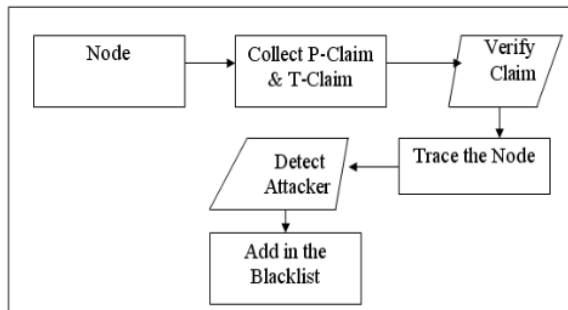 Node
Collect P-Claim
& T-Claim
Verify
Claim
Trace the Node
Detect
Attacker
Add in the
Blacklist